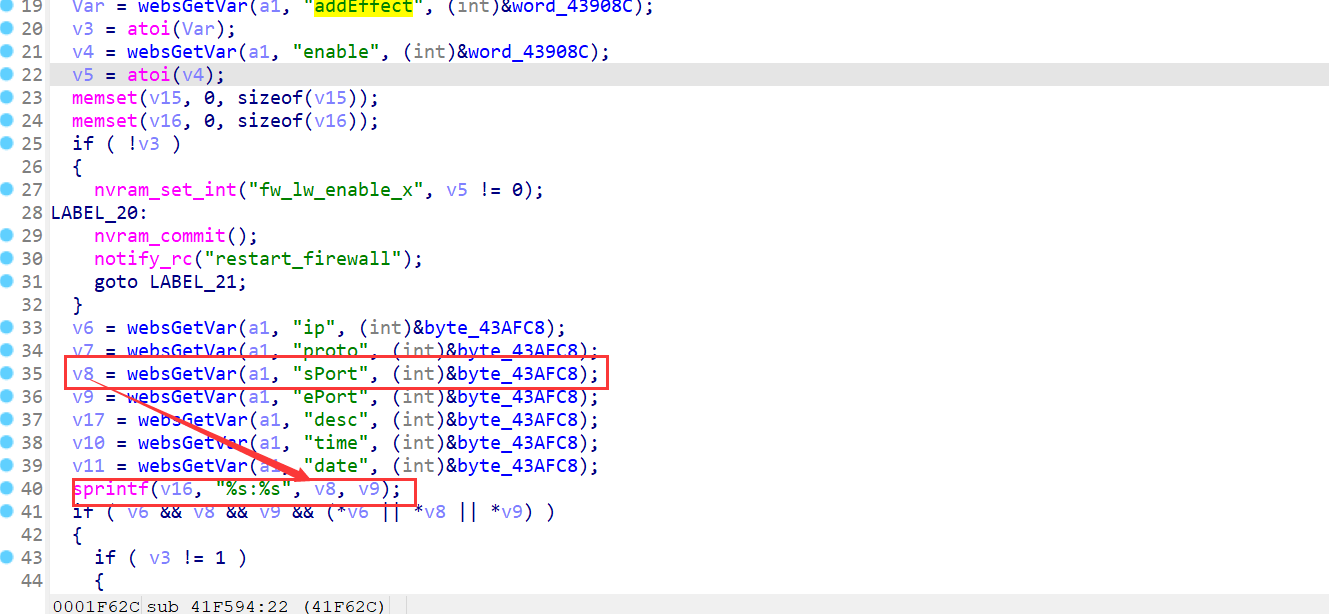 19 Var = websGetVar(a1, "addEffect", (int)&word_43908C);
20 v3 = atoi(Var);
21 v4 = websGetVar(a1, "enable", (int)&word_43908C);
22 v5 = atoi(v4);
23 memset(v15, 0, sizeof(v15));
24 memset(v16, 0, sizeof(v16));
25 if ( !v3 )
26 {
27 nvram_set_int("fw_lw_enable_x", v5 != 0);
28 LABEL_20:
29 nvram_commit();
30 notify_rc("restart_firewall");
31 goto LABEL_21;
32 }
33 v6 = websGetVar(a1, "ip", (int)&byte_43AFC8);
34 v7 = websGetVar(a1, "proto", (int)&byte_43AFC8);
35 v8 = websGetVar(a1, "sPort", (int)&byte_43AFC8);
36 v9 = websGetVar(a1, "ePort", (int)&byte_43AFC8);
37 v17 = websGetVar(a1, "desc", (int)&byte_43AFC8);
38 v10 = websGetVar(a1, "time", (int)&byte_43AFC8);
39 v11 = websGetVar(a1, "date", (int)&byte_43AFC8);
40 sprintf(v16, "%s:%s", v8, v9);
41 if ( v6 && v8 && v9 && (*v6 || *v8 || *v9) )
42 {
43 if ( v3 != 1 )
44 {
0001F62C sub_41F594:22 (41F62C)